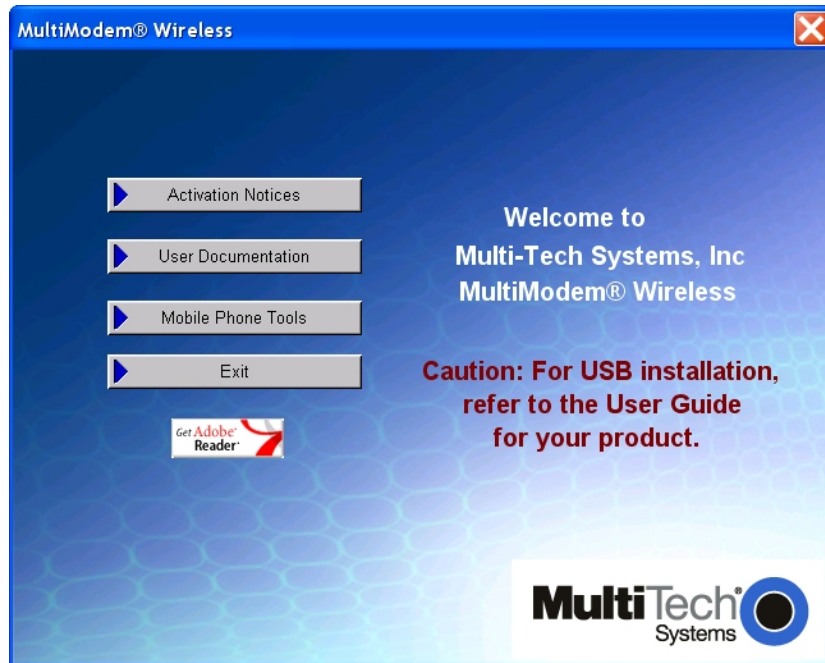 MultiModem® Wireless
Activation Notices
User Documentation
Mobile Phone Tools
Exit
Get Adobe®
Reader®
Welcome to
Multi-Tech Systems, Inc
MultiModem® Wireless
Caution: For USB installation,
refer to the User Guide
for your product.
MultiTech®
Systems